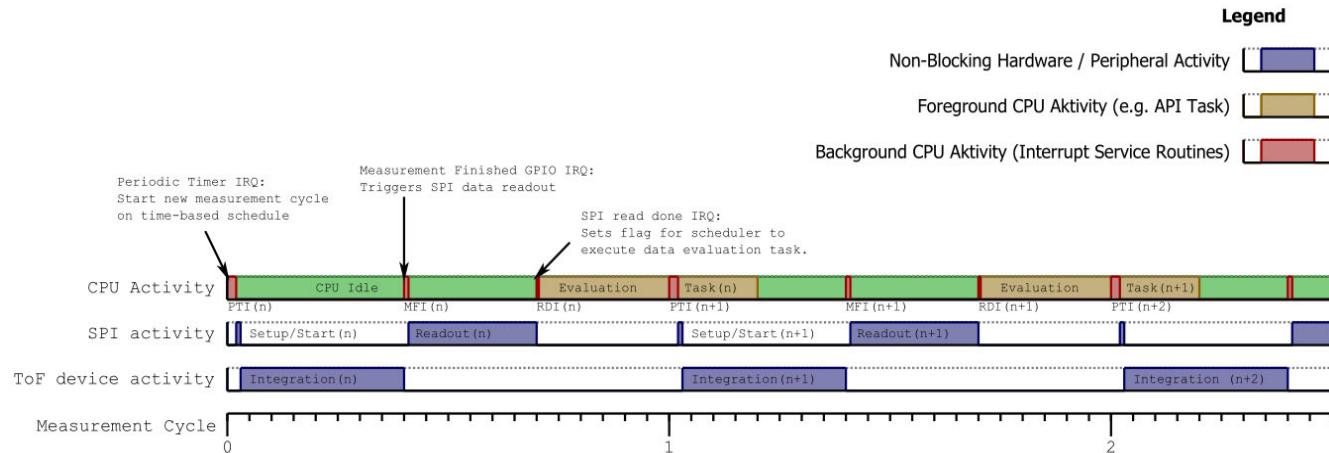 Legend
Non-Blocking Hardware / Peripheral Activity
Foreground CPU Aktivity (e.g. API Task)
Background CPU Aktivity (Interrupt Service Routines)
Periodic Timer IRQ:
Start new measurement cycle
on time-based schedule
Measurement Finished GPIO IRQ:
Triggers SPI data readout
SPI read done IRQ:
Sets flag for scheduler to
execute data evaluation task.
CPU Activity
CPU Idle
Evaluation
Task(n)
Evaluation
Task(n+1)
PTI(n)
MFI(n)
RDI(n)
PTI(n+1)
MFI(n+1)
RDI(n+1)
PTI(n+2)
SPI activity
Setup/Start(n)
Readout(n)
Setup/Start(n+1)
Readout(n+1)
ToF device activity
Integration(n)
Integration(n+1)
Integration (n+2)
Measurement Cycle
0
1
2